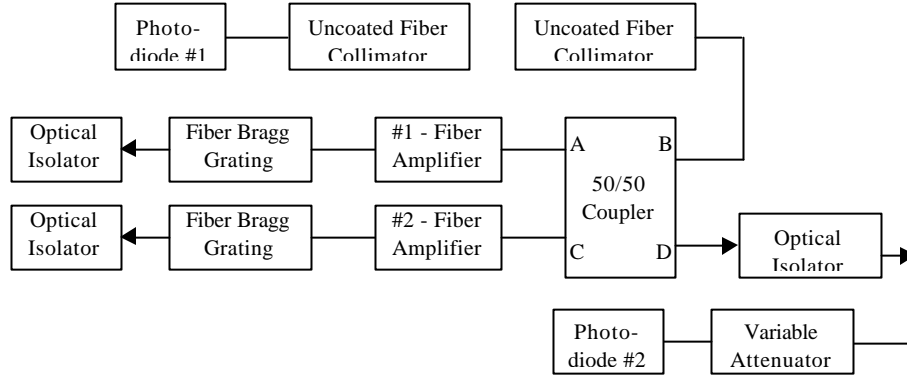 Photo-
diode #1
Uncoated Fiber
Collimator
Uncoated Fiber
Collimator
Optical
Isolator
Fiber Bragg
Grating
#1 - Fiber
Amplifier
A
B
50/50
Coupler
C
D
Optical
Isolator
Fiber Bragg
Grating
#2 - Fiber
Amplifier
Optical
Isolator
Photo-
diode #2
Variable
Attenuator